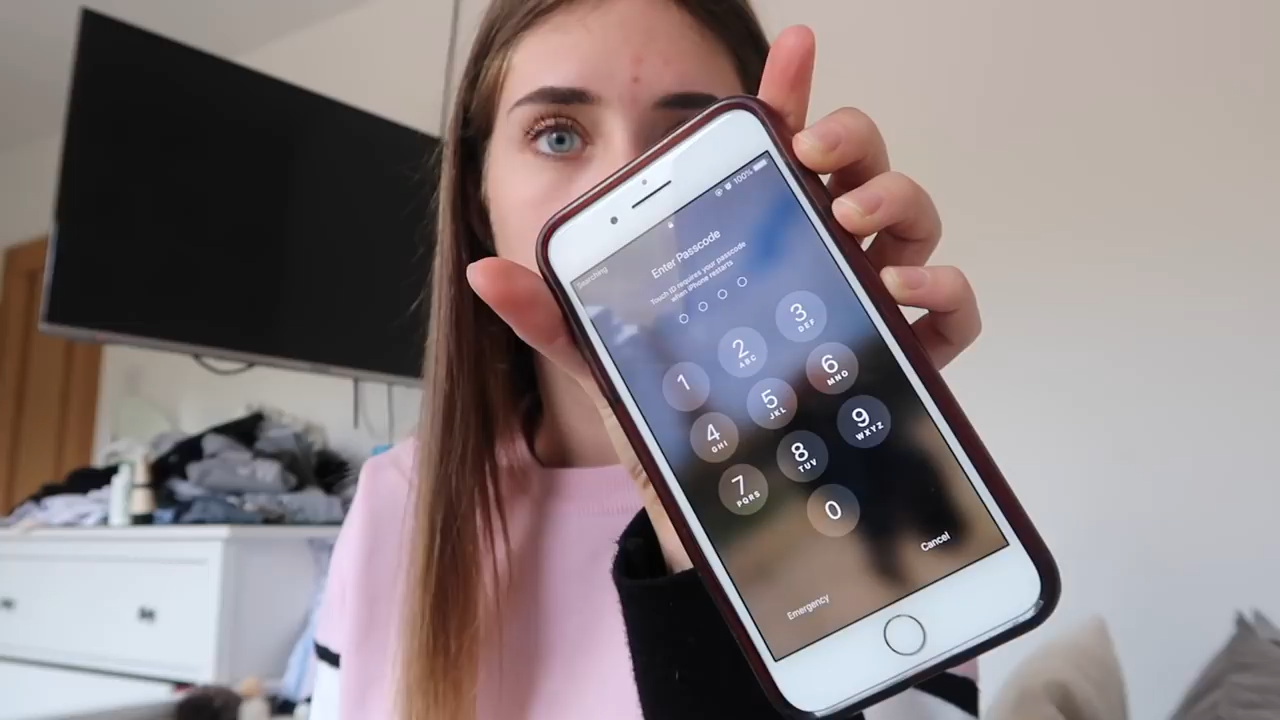 100%
Searching
Enter Passcode
Touch ID requires your passcode
when iPhone restarts
1
2
ABC
3
DEF
4
GHI
5
JKL
6
MNO
7
PQRS
8
TUV
9
WXYZ
0
Emergency
Cancel